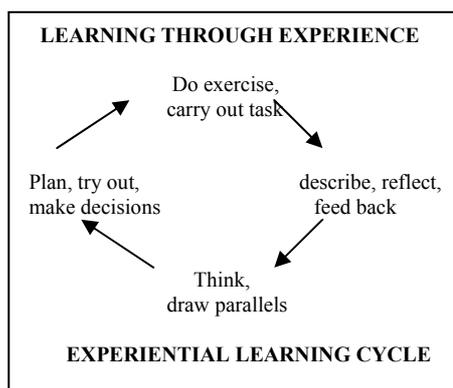 LEARNING THROUGH EXPERIENCE
Do exercise,
carry out task
describe, reflect,
feed back
Think,
draw parallels
Plan, try out,
make decisions
EXPERIENTIAL LEARNING CYCLE